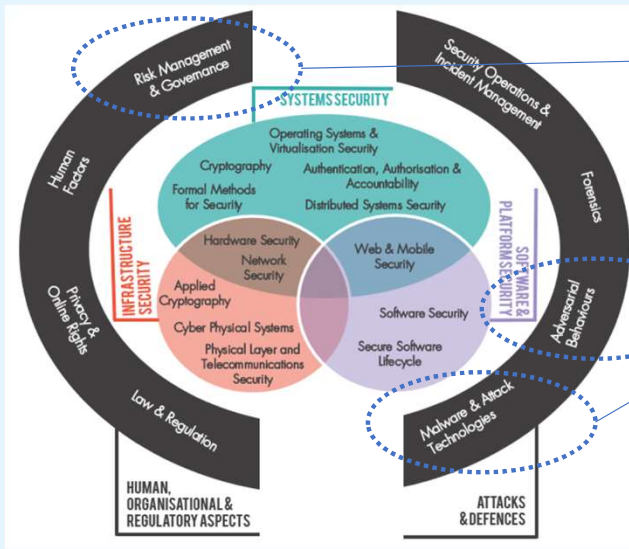 Risk Management
& Governance
Human
Factors
Privacy &
Online Rights
Law & Regulation
HUMAN,
ORGANISATIONAL &
REGULATORY ASPECTS
INFRASTRUCTURE
SECURITY
SYSTEMS SECURITY
Operating Systems &
Virtualisation Security
Cryptography
Authentication, Authorisation &
Accountability
Formal Methods
for Security
Distributed Systems Security
Hardware Security
Network
Security
Web & Mobile
Security
Applied
Cryptography
Cyber Physical Systems
Physical Layer and
Telecommunications
Security
Software Security
Secure Software
Lifecycle
SOFTWARE &
PLATFORM SECURITY
Security Operations &
Incident Management
Forensics
Adversarial
Behaviours
Malware & Attack
Technologies
ATTACKS
& DEFENCES